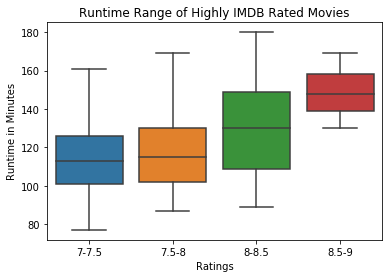 Runtime Range of Highly IMDB Rated Movies
Runtime in Minutes
180
160
140
120
100
80
7-7.5 7.5-8 8-8.5 8.5-9
Ratings